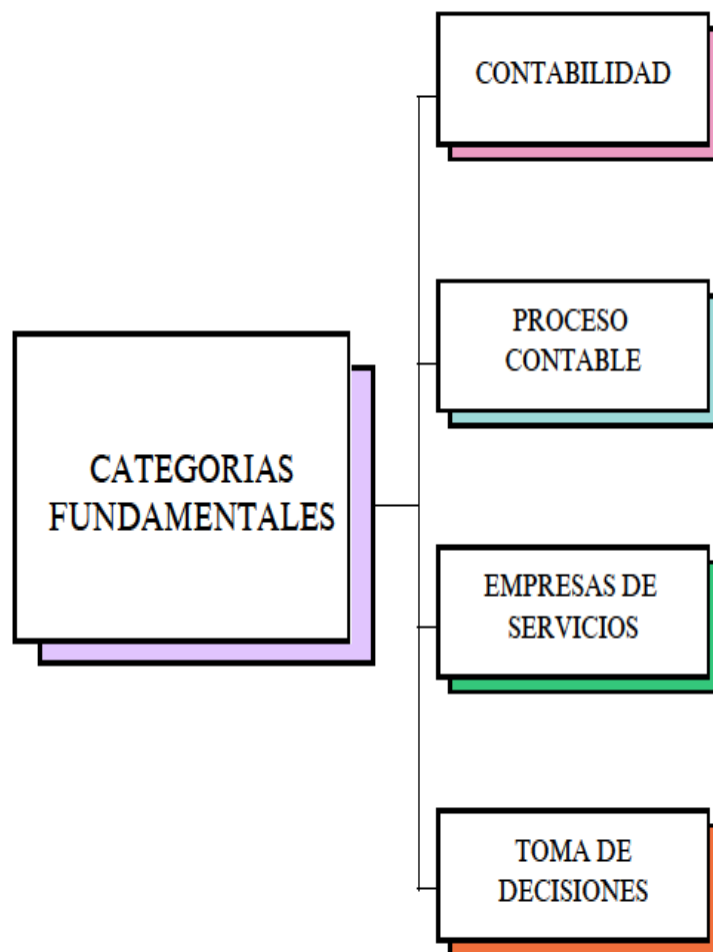 CONTABILIDAD
PROCESO
CONTABLE
CATEGORIAS
FUNDAMENTALES
EMPRESAS DE
SERVICIOS
TOMA DE
DECISIONES